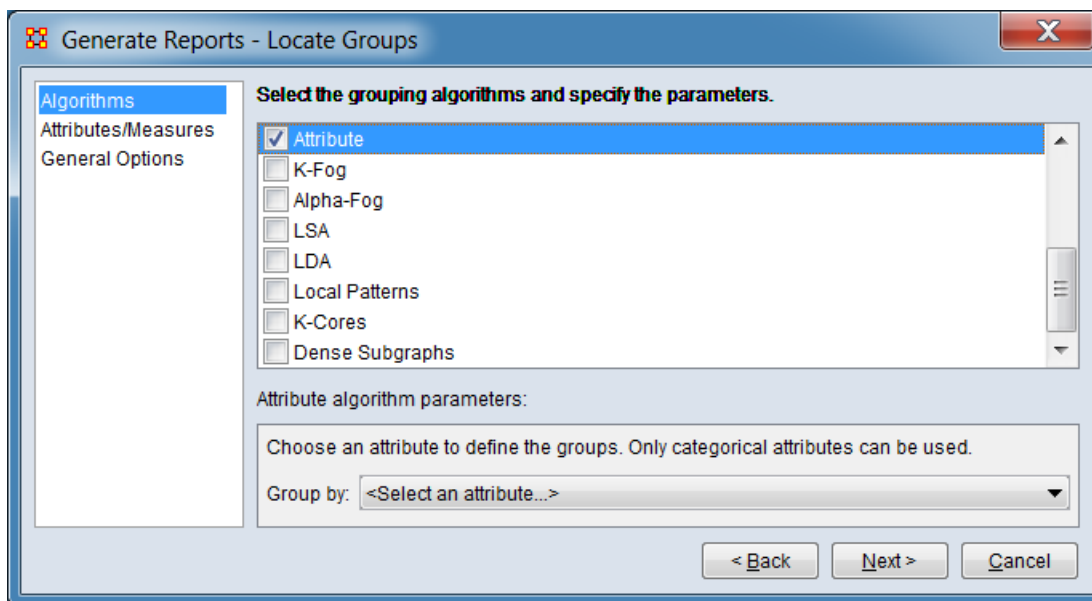 Generate Reports - Locate Groups
X
Algorithms
Attributes/Measures
General Options
Select the grouping algorithms and specify the parameters.
Attribute
K-Fog
Alpha-Fog
LSA
LDA
Local Patterns
K-Cores
Dense Subgraphs
Attribute algorithm parameters:
Choose an attribute to define the groups. Only categorical attributes can be used.
Group by: <Select an attribute...>
< Back Next > Cancel